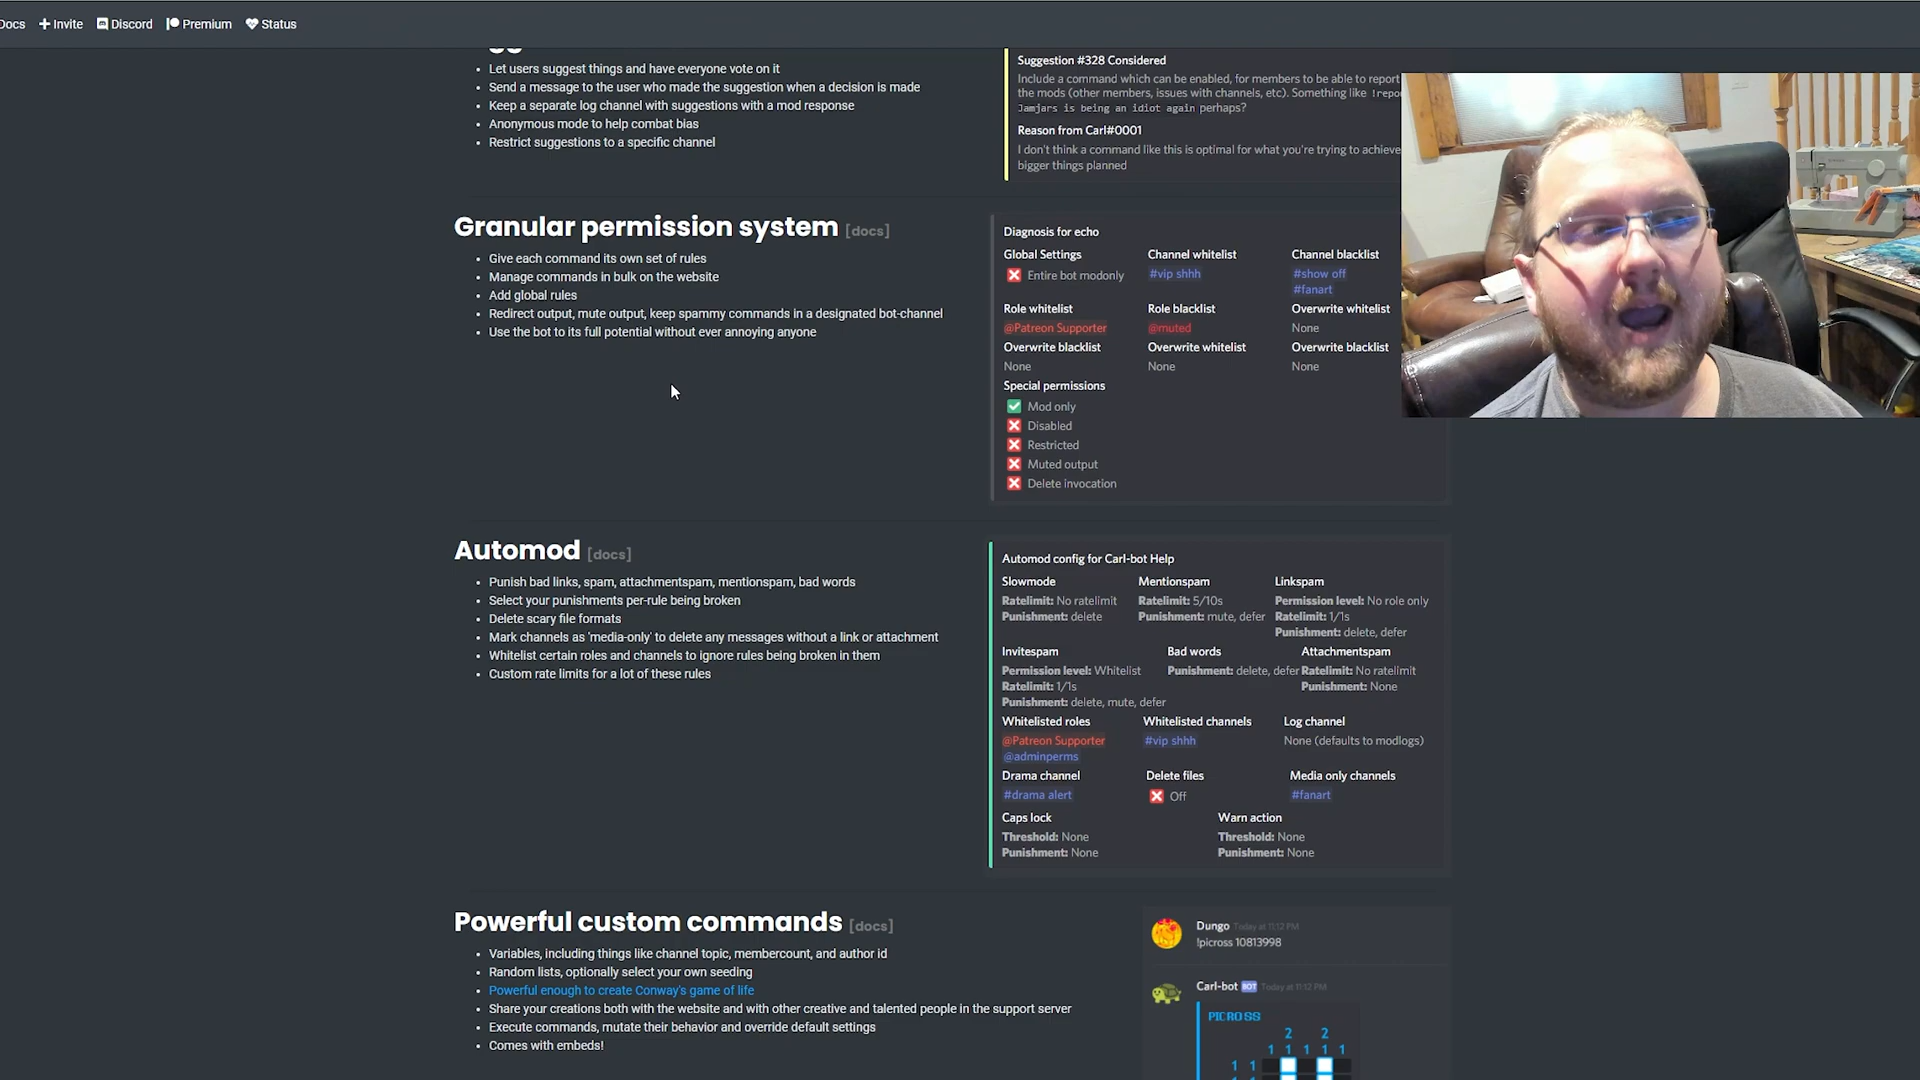 Docs Invite Discord Premium Status
Let users suggest things and have everyone vote on it
Send a message to the user who made the suggestion when a decision is made
Keep a separate log channel with suggestions with a mod response
Anonymous mode to help combat bias
Restrict suggestions to a specific channel
Suggestion #328 Considered
Include a command which can be enabled, for members to be able to report
the mods (other members, issues with channels, etc). Something like !repo
Jamjars is being an idiot again perhaps?
Reason from Carl#0001
I don't think a command like this is optimal for what you're trying to achieve
bigger things planned
Granular permission system [docs]
Give each command its own set of rules
Manage commands in bulk on the website
Add global rules
Redirect output, mute output, keep spammy commands in a designated bot-channel
Use the bot to its full potential without ever annoying anyone
Diagnosis for echo
Global Settings Channel whitelist Channel blacklist
Entire bot modonly #vip shhh #show off
#fanart
Role whitelist Role blacklist Overwrite whitelist
@Patreon Supporter @muted None
Overwrite blacklist Overwrite whitelist Overwrite blacklist
None None None
Special permissions
Mod only
Disabled
Restricted
Muted output
Delete invocation
Automod [docs]
Punish bad links, spam, attachmentspam, mentionspam, bad words
Select your punishments per-rule being broken
Delete scary file formats
Mark channels as 'media-only' to delete any messages without a link or attachment
Whitelist certain roles and channels to ignore rules being broken in them
Custom rate limits for a lot of these rules
Automod config for Carl-bot Help
Slowmode Mentionspam Linkspam
Ratelimit: No ratelimit Ratelimit: 5/10s Permission level: No role only
Punishment: delete Punishment: mute, defer Ratelimit: 1/1s
Punishment: delete, defer
Invitespam Bad words Attachmentspam
Permission level: Whitelist Punishment: delete, defer Ratelimit: No ratelimit
Ratelimit: 1/1s Punishment: None
Punishment: delete, mute, defer
Whitelisted roles Whitelisted channels Log channel
@Patreon Supporter #vip shhh None (defaults to modlogs)
@adminperms
Drama channel Delete files Media only channels
#drama alert Off #fanart
Caps lock Warn action
Threshold: None Threshold: None
Punishment: None Punishment: None
Powerful custom commands [docs]
Variables, including things like channel topic, membercount, and author id
Random lists, optionally select your own seeding
Powerful enough to create Conway's game of life
Share your creations both with the website and with other creative and talented people in the support server
Execute commands, mutate their behavior and override default settings
Comes with embeds!
Dungo Today at 11:12 PM
!picross 10813998
Carl-bot BOT Today at 11:12 PM
PICROSS
2 2
1 1 1 1 1
1 1